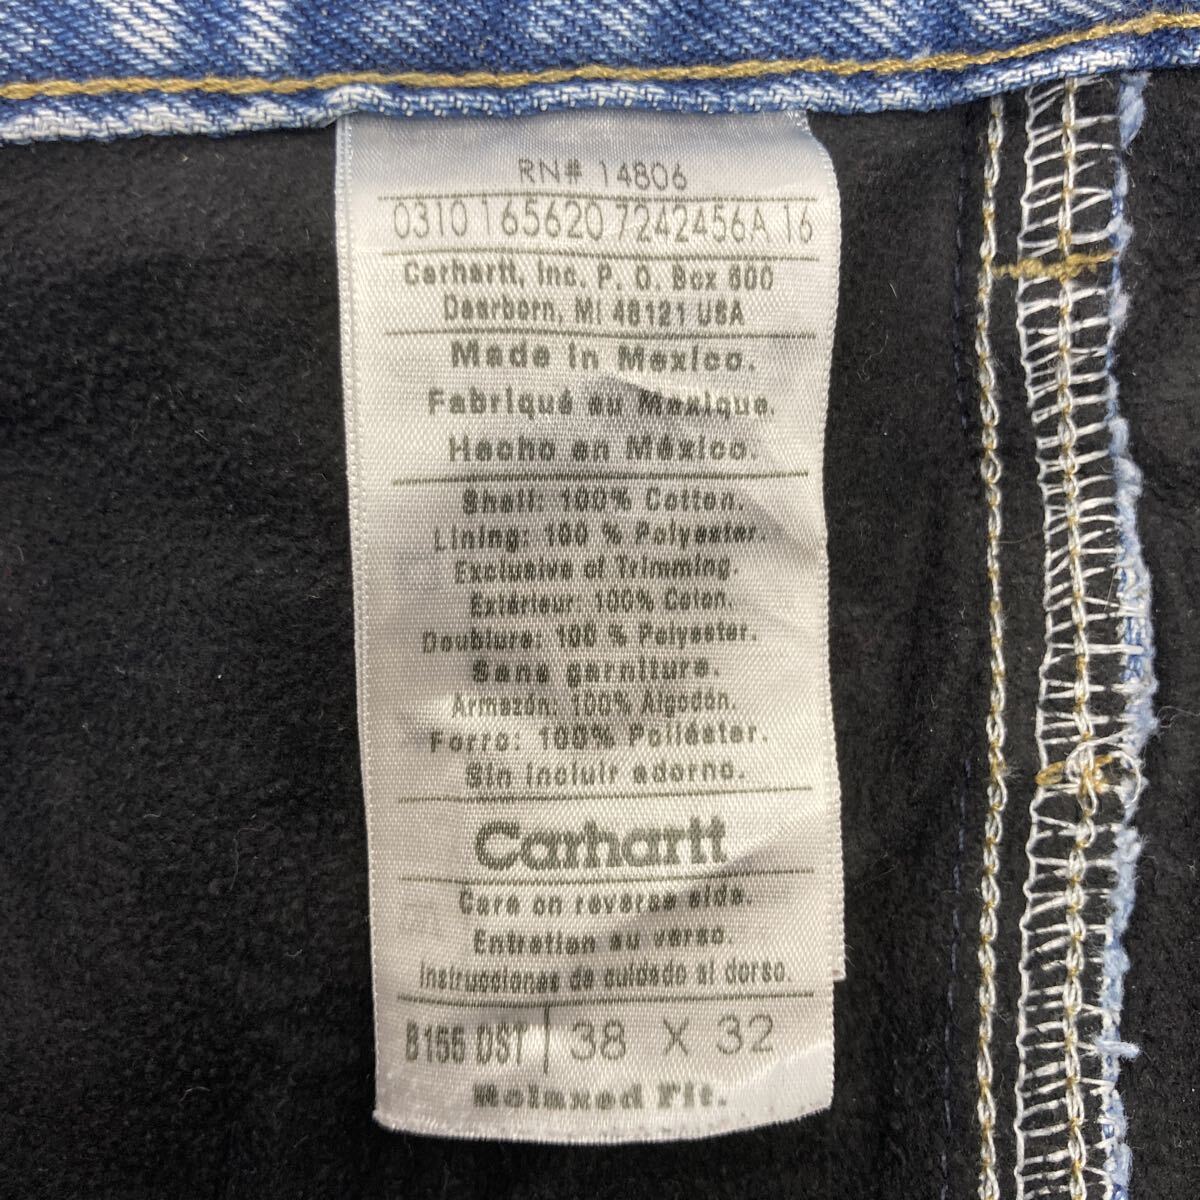 RN# 14806
0310 165620 7242456A 16
Carhartt, Inc. P. O. Box 600
Dearborn, MI 48121 USA
Made in Mexico.
Fabriqué au Mexique.
Hecho en México.
Shell: 100% Cotton.
Lining: 100 % Polyester.
Exclusive of Trimming.
Extérieur: 100% Coton.
Doublure: 100 % Polyester.
Sans garniture.
Armazón: 100% Algodón.
Forro: 100% Poliéster.
Sin incluir adorno.
Carhartt
Care on reverse side.
Entretien au verso.
Instrucciones de cuidado al dorso.
B155 DST 38 X 32
Relaxed Fit.